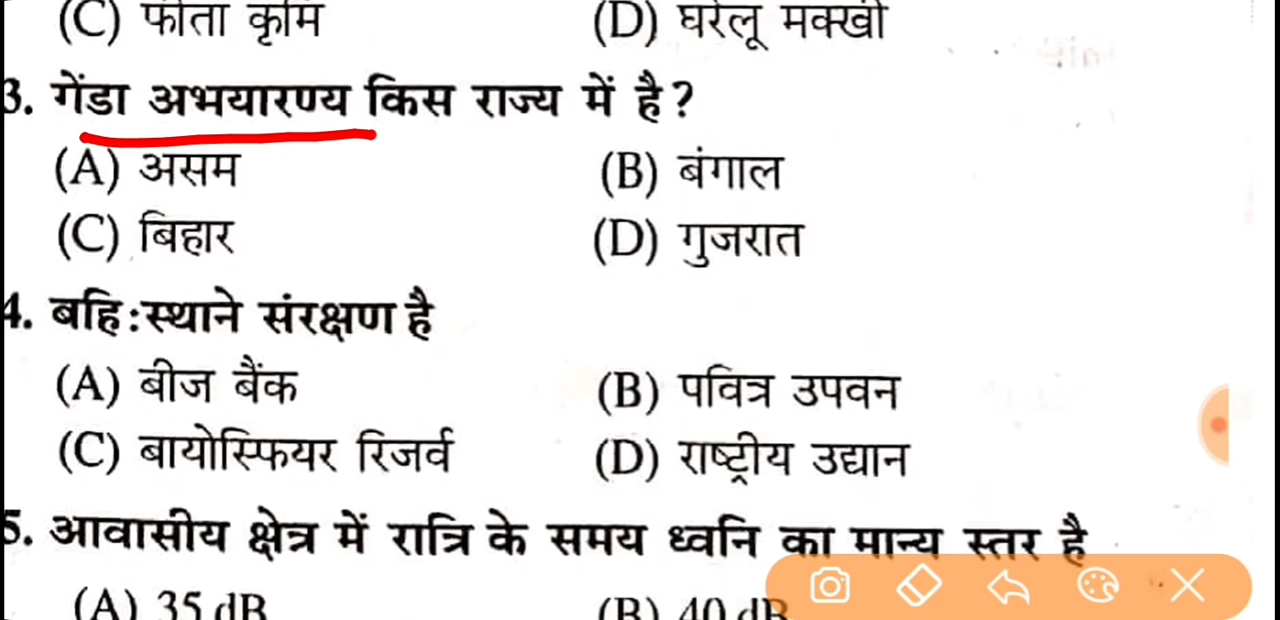 (C) फीता कृमि (D) घरेलू मक्खी
3. गेंडा अभयारण्य किस राज्य में है?
(A) असम (B) बंगाल
(C) बिहार (D) गुजरात
4. बहि:स्थाने संरक्षण है
(A) बीज बैंक (B) पवित्र उपवन
(C) बायोस्फियर रिजर्व (D) राष्ट्रीय उद्यान
5. आवासीय क्षेत्र में रात्रि के समय ध्वनि का मान्य स्तर है
(A) 35 dB (B) 40 dB